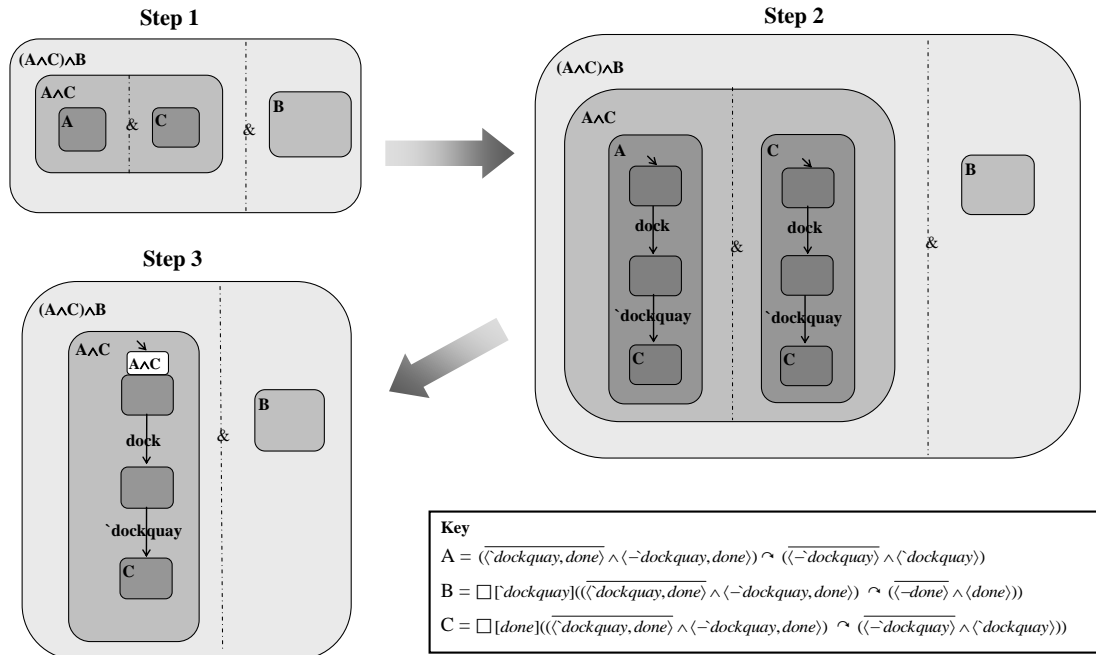 Step 1
(A∧C)∧B
A∧C
A
&
C
&
B
Step 2
(A∧C)∧B
A∧C
A
dock
`dockquay
C
&
C
dock
`dockquay
C
&
B
Step 3
(A∧C)∧B
A∧C
A∧C
dock
`dockquay
C
&
B
Key
A = (⟨`dockquay, done⟩ ∧ ⟨−`dockquay, done⟩) ↷ (⟨−`dockquay⟩ ∧ ⟨`dockquay⟩)
B = □[`dockquay]((⟨`dockquay, done⟩ ∧ ⟨−`dockquay, done⟩) ↷ (⟨−done⟩ ∧ ⟨done⟩))
C = □[done]((⟨`dockquay, done⟩ ∧ ⟨−`dockquay, done⟩) ↷ (⟨−`dockquay⟩ ∧ ⟨`dockquay⟩))